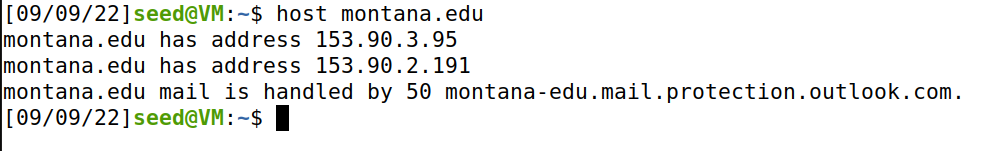 [09/09/22]seed@VM:~$ host montana.edu
montana.edu has address 153.90.3.95
montana.edu has address 153.90.2.191
montana.edu mail is handled by 50 montana-edu.mail.protection.outlook.com.
[09/09/22]seed@VM:~$